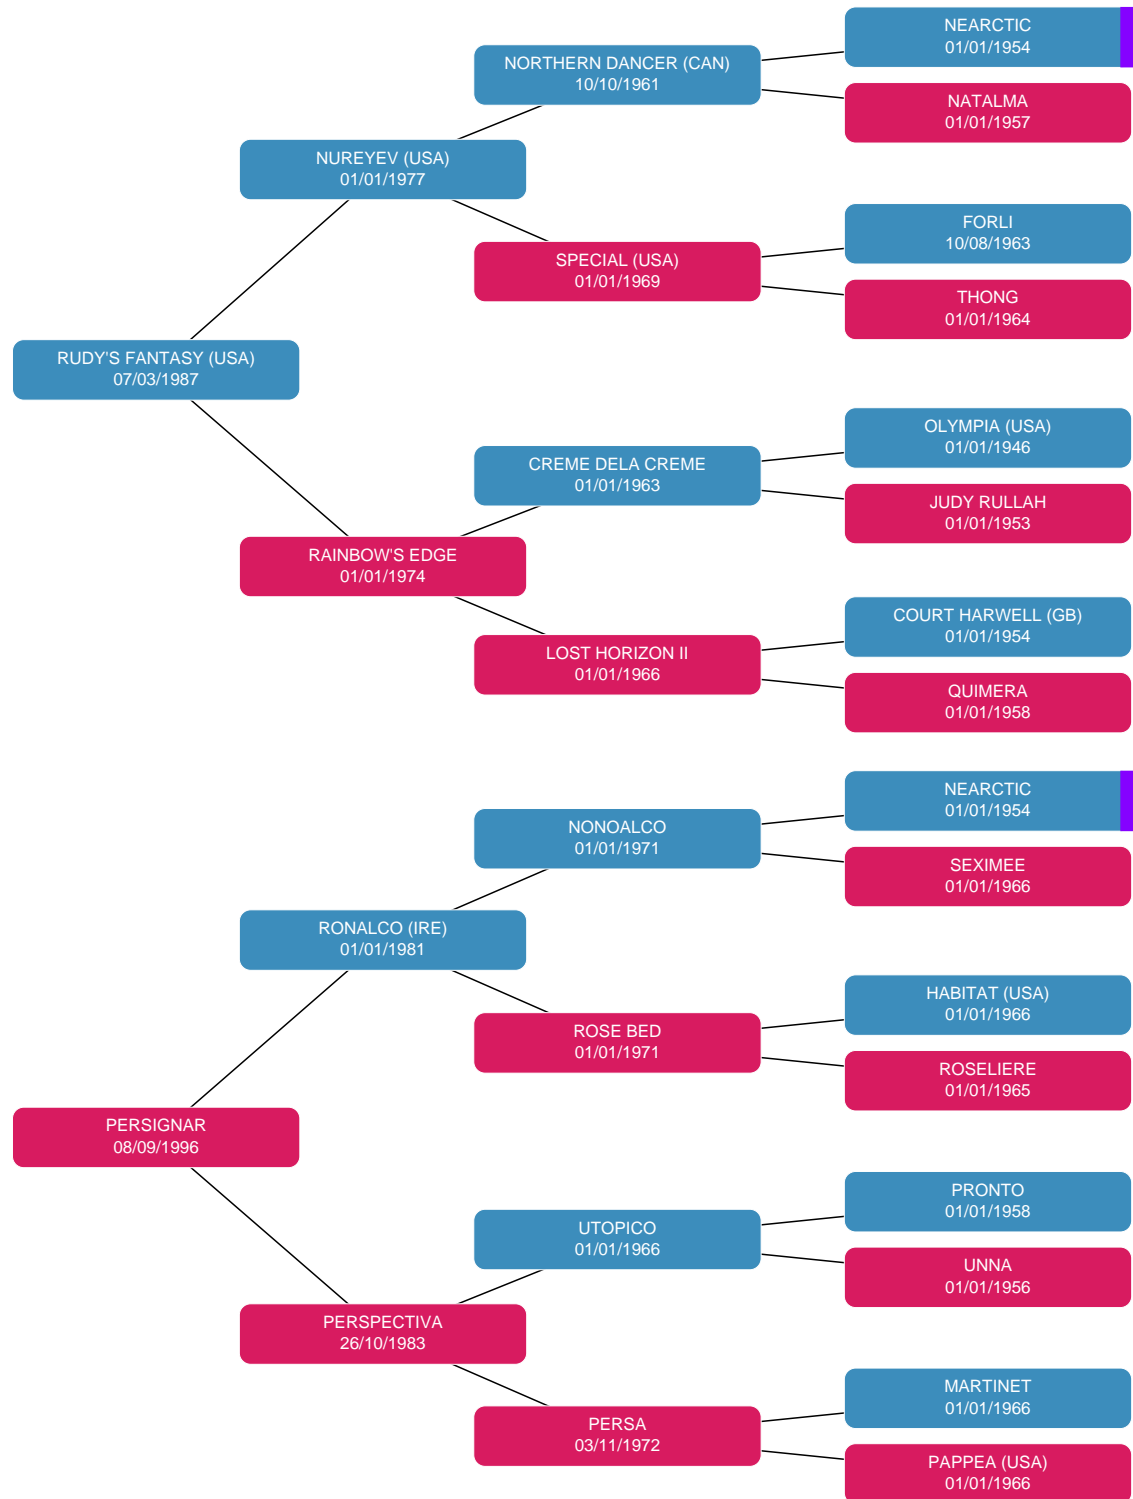 NEARCTIC
01/01/1954
NORTHERN DANCER (CAN)
10/10/1961
NATALMA
01/01/1957
NUREYEV (USA)
01/01/1977
FORLI
10/08/1963
SPECIAL (USA)
01/01/1969
THONG
01/01/1964
RUDY'S FANTASY (USA)
07/03/1987
OLYMPIA (USA)
01/01/1946
CREME DELA CREME
01/01/1963
JUDY RULLAH
01/01/1953
RAINBOW'S EDGE
01/01/1974
COURT HARWELL (GB)
01/01/1954
LOST HORIZON II
01/01/1966
QUIMERA
01/01/1958
NEARCTIC
01/01/1954
NONOALCO
01/01/1971
SEXIMEE
01/01/1966
RONALCO (IRE)
01/01/1981
HABITAT (USA)
01/01/1966
ROSE BED
01/01/1971
ROSELIERE
01/01/1965
PERSIGNAR
08/09/1996
PRONTO
01/01/1958
UTOPICO
01/01/1966
UNNA
01/01/1956
PERSPECTIVA
26/10/1983
MARTINET
01/01/1966
PERSA
03/11/1972
PAPPEA (USA)
01/01/1966